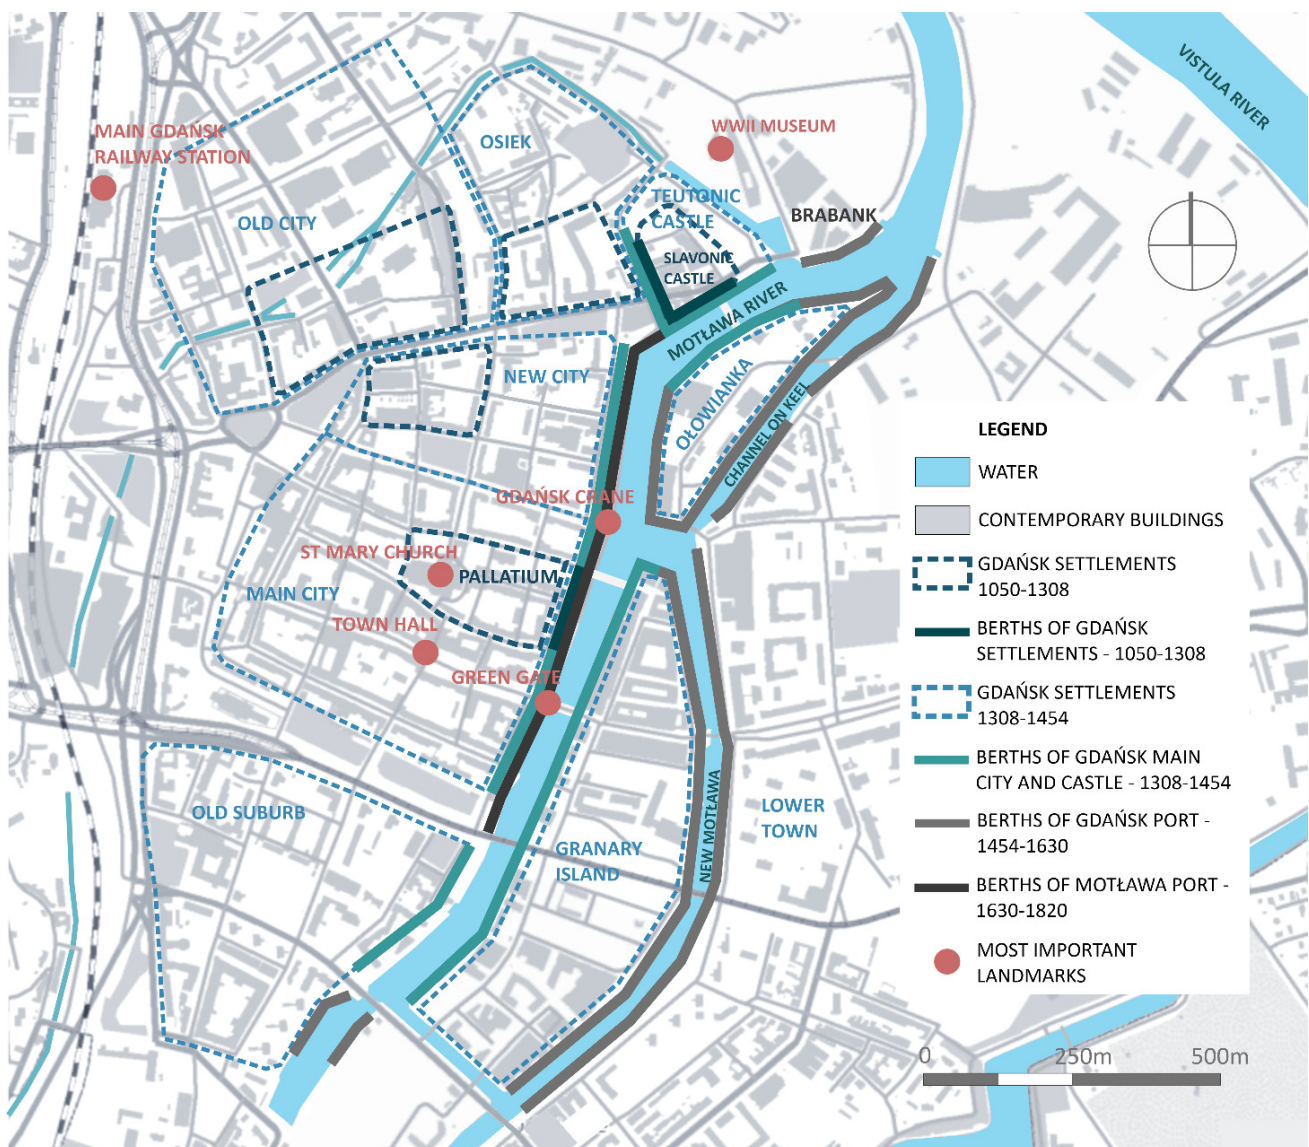 VISTULA RIVER
MAIN GDAŃSK
RAILWAY STATION
OSIEK
WWII MUSEUM
OLD CITY
TEUTONIC
CASTLE
BRABANK
SLAVONIC
CASTLE
MOTŁAWA RIVER
NEW CITY
OŁOWIANKA
CHANNEL ON KEEL
GDAŃSK CRANE
ST MARY CHURCH
PALLATIUM
MAIN CITY
TOWN HALL
GREEN GATE
OLD SUBURB
GRANARY
ISLAND
NEW MOTŁAWA
LOWER
TOWN
LEGEND
WATER
CONTEMPORARY BUILDINGS
GDAŃSK SETTLEMENTS
1050-1308
BERTHS OF GDAŃSK
SETTLEMENTS - 1050-1308
GDAŃSK SETTLEMENTS
1308-1454
BERTHS OF GDAŃSK MAIN
CITY AND CASTLE - 1308-1454
BERTHS OF GDAŃSK PORT -
1454-1630
BERTHS OF MOTŁAWA PORT -
1630-1820
MOST IMPORTANT
LANDMARKS
0 250m 500m